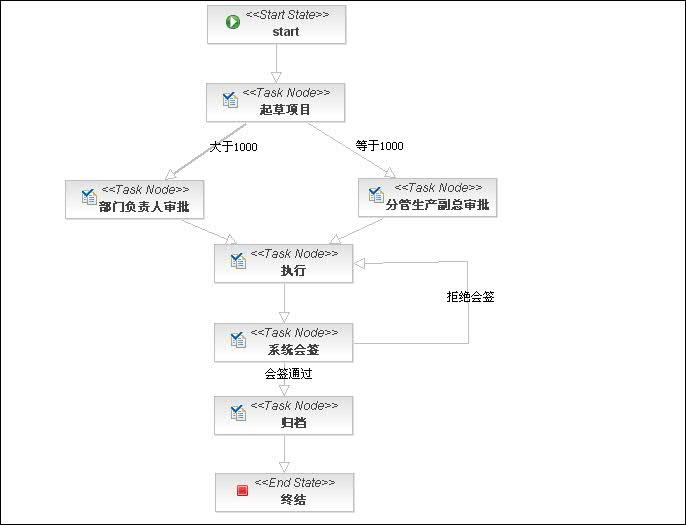 <<Start State>>
start
<<Task Node>>
起草项目
大于1000
等于1000
<<Task Node>>
部门负责人审批
<<Task Node>>
分管生产副总审批
<<Task Node>>
执行
拒绝会签
<<Task Node>>
系统会签
会签通过
<<Task Node>>
归档
<<End State>>
终结